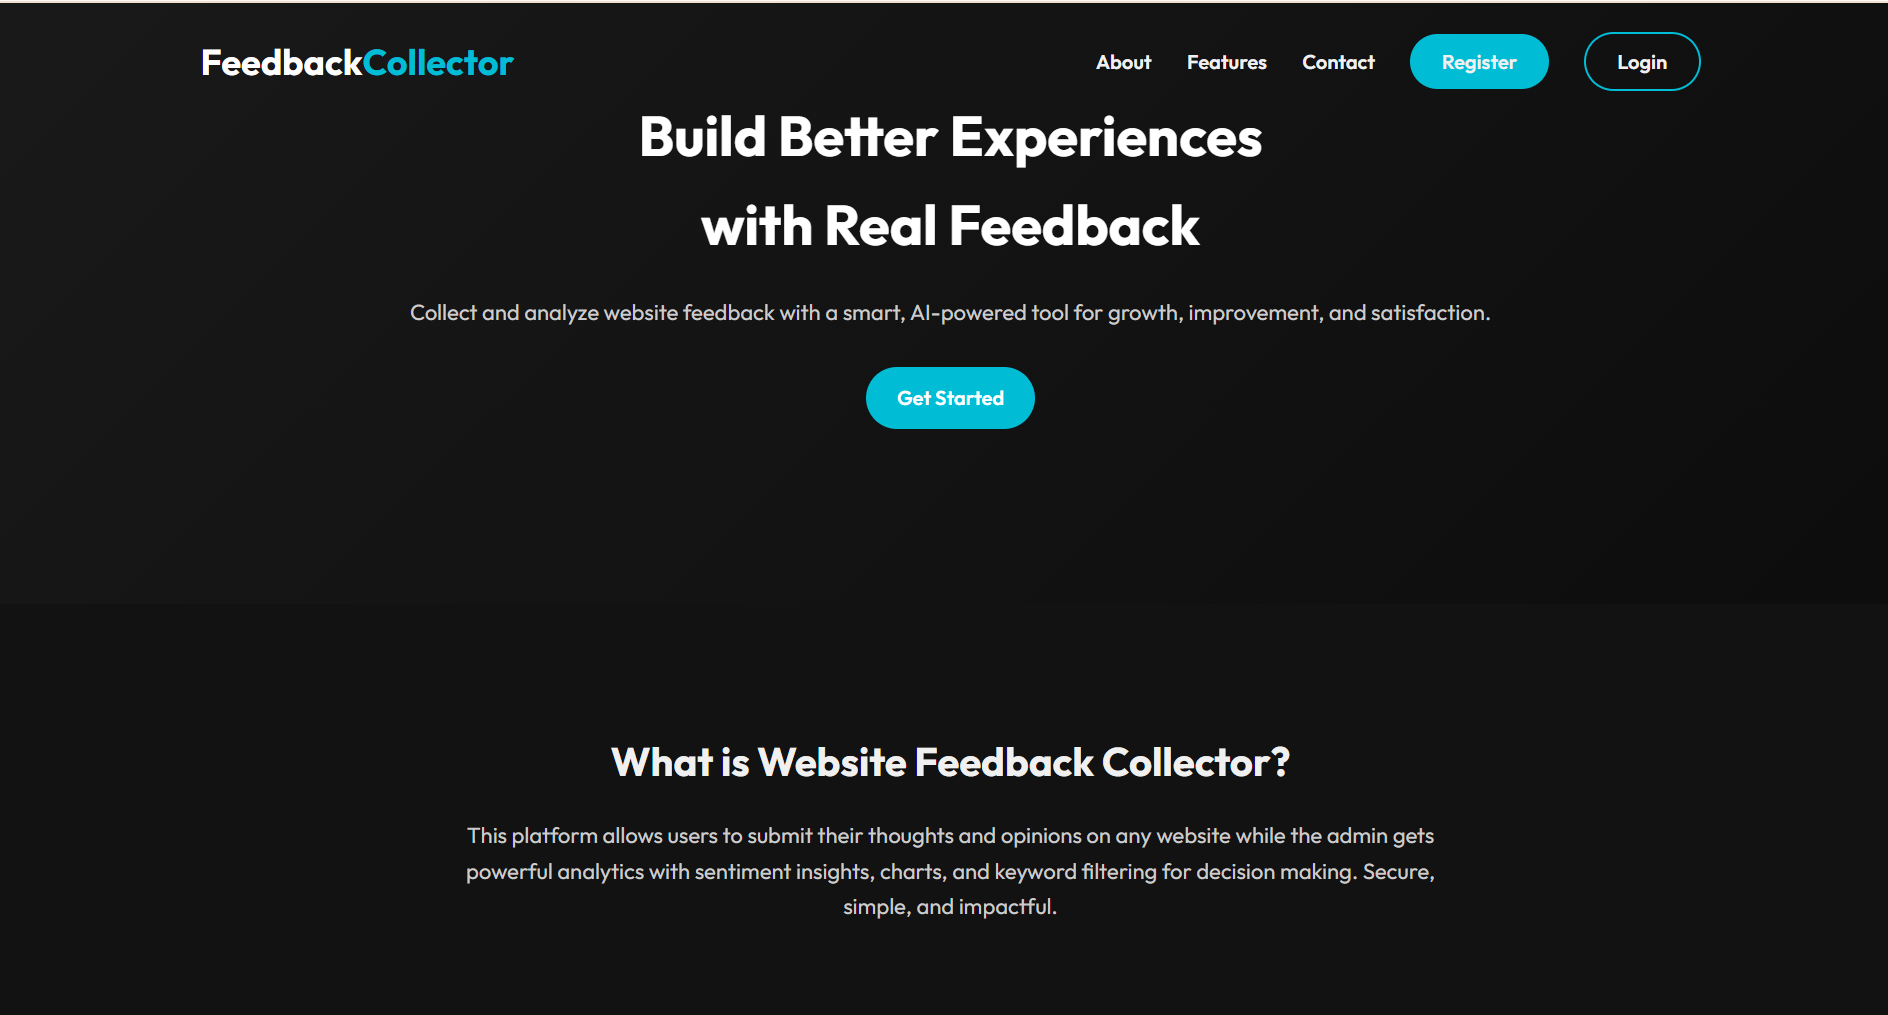 FeedbackCollector
About Features Contact Register Login
Build Better Experiences
with Real Feedback
Collect and analyze website feedback with a smart, AI-powered tool for growth, improvement, and satisfaction.
Get Started
What is Website Feedback Collector?
This platform allows users to submit their thoughts and opinions on any website while the admin gets
powerful analytics with sentiment insights, charts, and keyword filtering for decision making. Secure,
simple, and impactful.